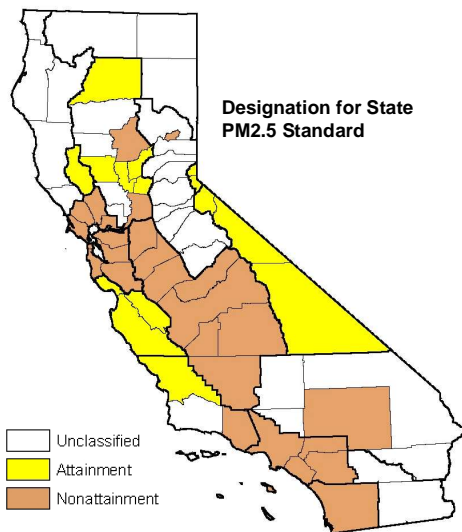 Designation for State
PM2.5 Standard
Unclassified
Attainment
Nonattainment